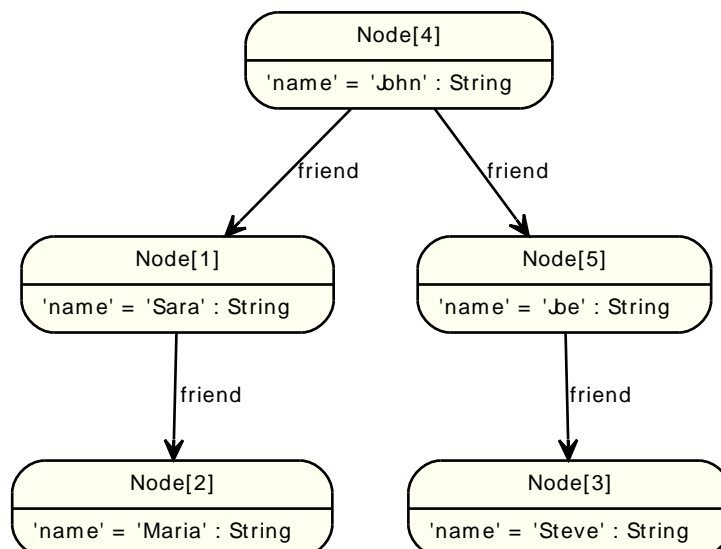 Node[4]
'name' = 'John' : String
friend
friend
Node[1]
'name' = 'Sara' : String
Node[5]
'name' = 'Joe' : String
friend
friend
Node[2]
'name' = 'Maria' : String
Node[3]
'name' = 'Steve' : String